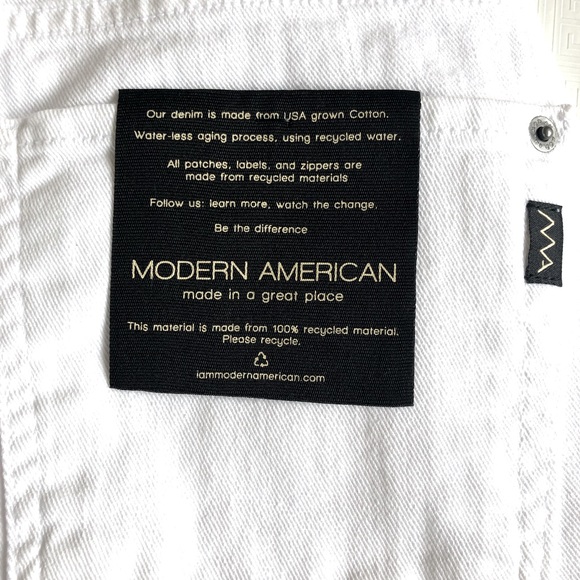 Our denim is made from USA grown Cotton.
Water-less aging process, using recycled water.
All patches, labels, and zippers are
made from recycled materials
Follow us: learn more, watch the change.
Be the difference
MODERN AMERICAN
made in a great place
This material is made from 100% recycled material.
Please recycle.
iammodernamerican.com